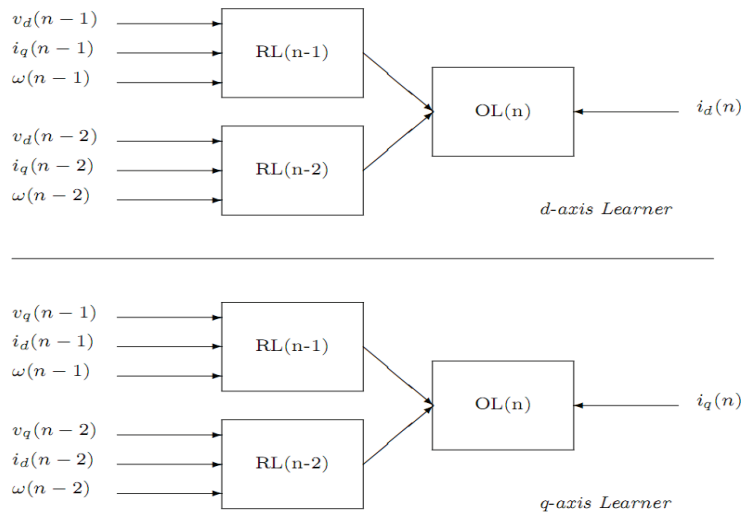 v_d(n − 1)
i_q(n − 1)
ω(n − 1)
RL(n-1)
v_d(n − 2)
i_q(n − 2)
ω(n − 2)
RL(n-2)
OL(n)
i_d(n)
d-axis Learner
v_q(n − 1)
i_d(n − 1)
ω(n − 1)
RL(n-1)
v_q(n − 2)
i_d(n − 2)
ω(n − 2)
RL(n-2)
OL(n)
i_q(n)
q-axis Learner